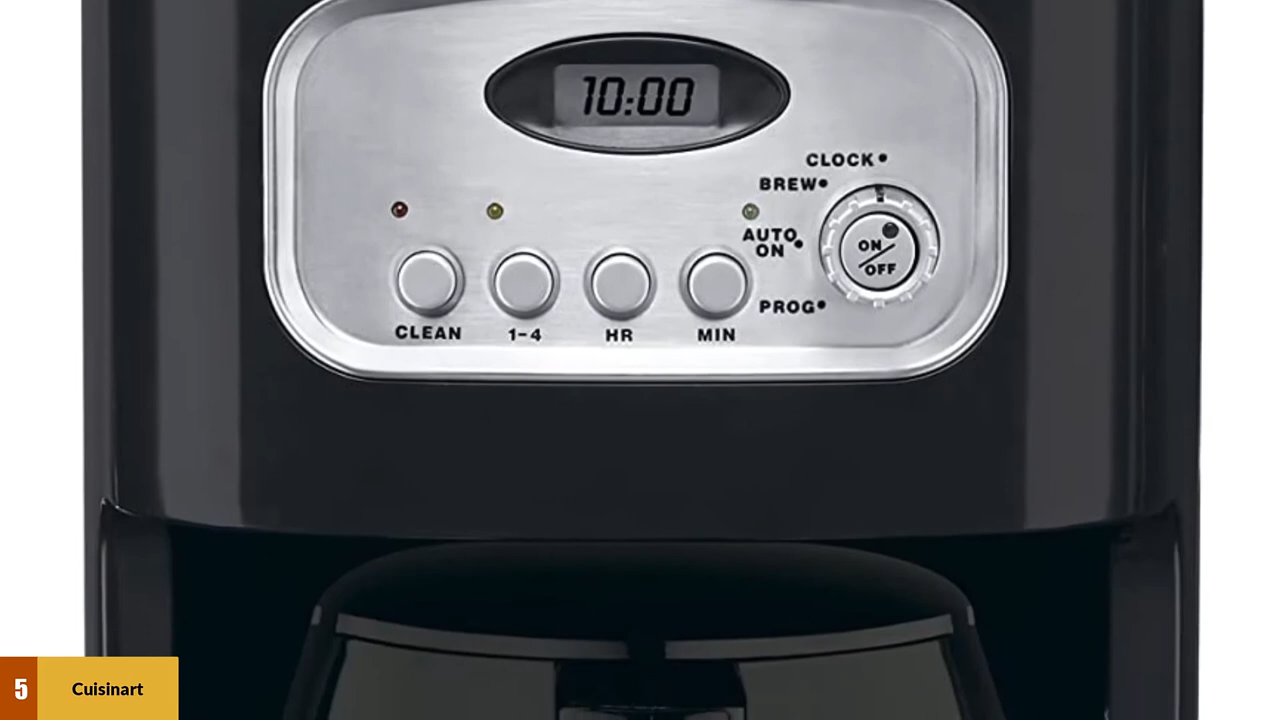 10:00
CLOCK
BREW
AUTO
ON
ON
OFF
PROG
CLEAN
1-4
HR
MIN
5
Cuisinart